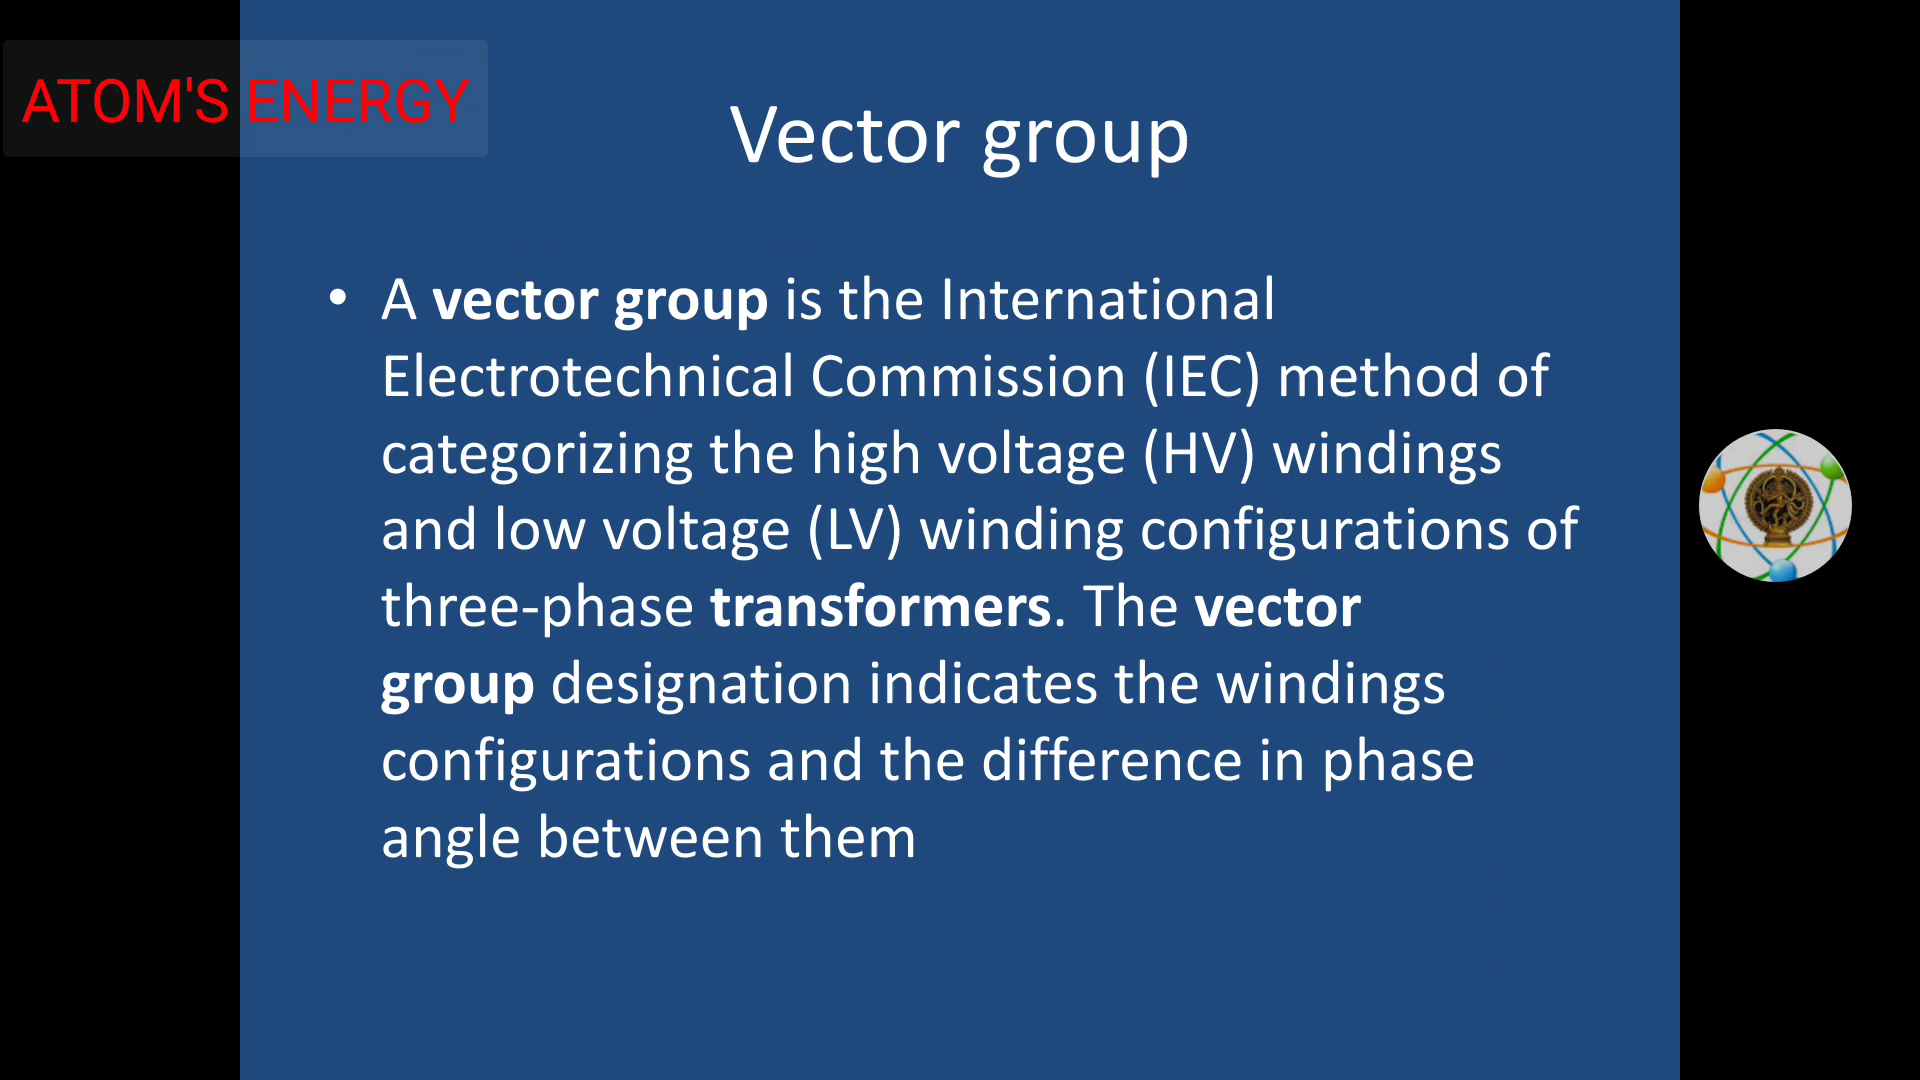 ATOM'S ENERGY
Vector group
• A vector group is the International
Electrotechnical Commission (IEC) method of
categorizing the high voltage (HV) windings
and low voltage (LV) winding configurations of
three-phase transformers. The vector
group designation indicates the windings
configurations and the difference in phase
angle between them